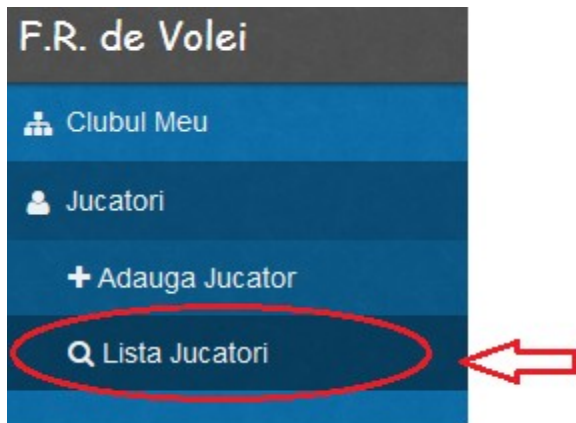 F.R. de Volei
Clubul Meu
Jucatori
Adauga Jucator
Lista Jucatori